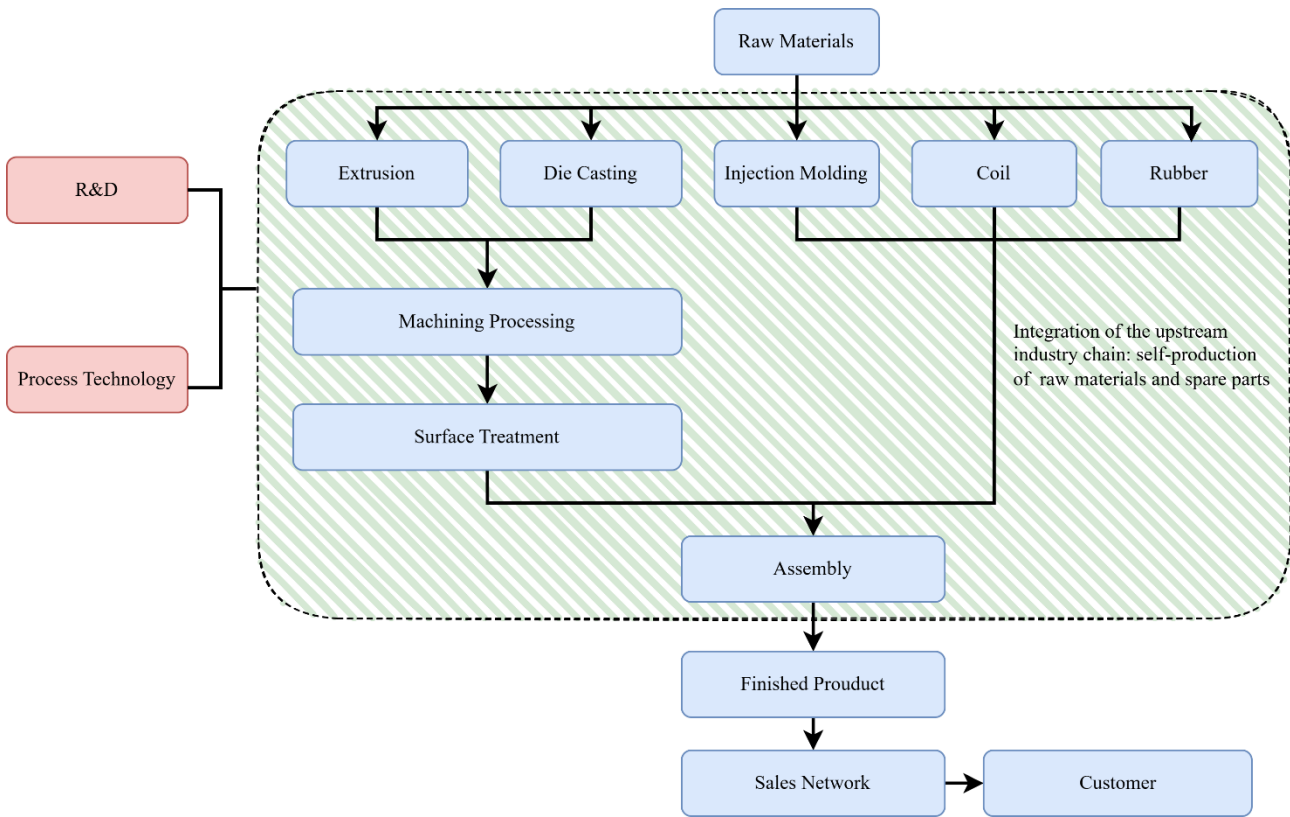 Raw Materials
Extrusion
Die Casting
Injection Molding
Coil
Rubber
R&D
Process Technology
Machining Processing
Surface Treatment
Integration of the upstream
industry chain: self-production
of raw materials and spare parts
Assembly
Finished Prouduct
Sales Network
Customer